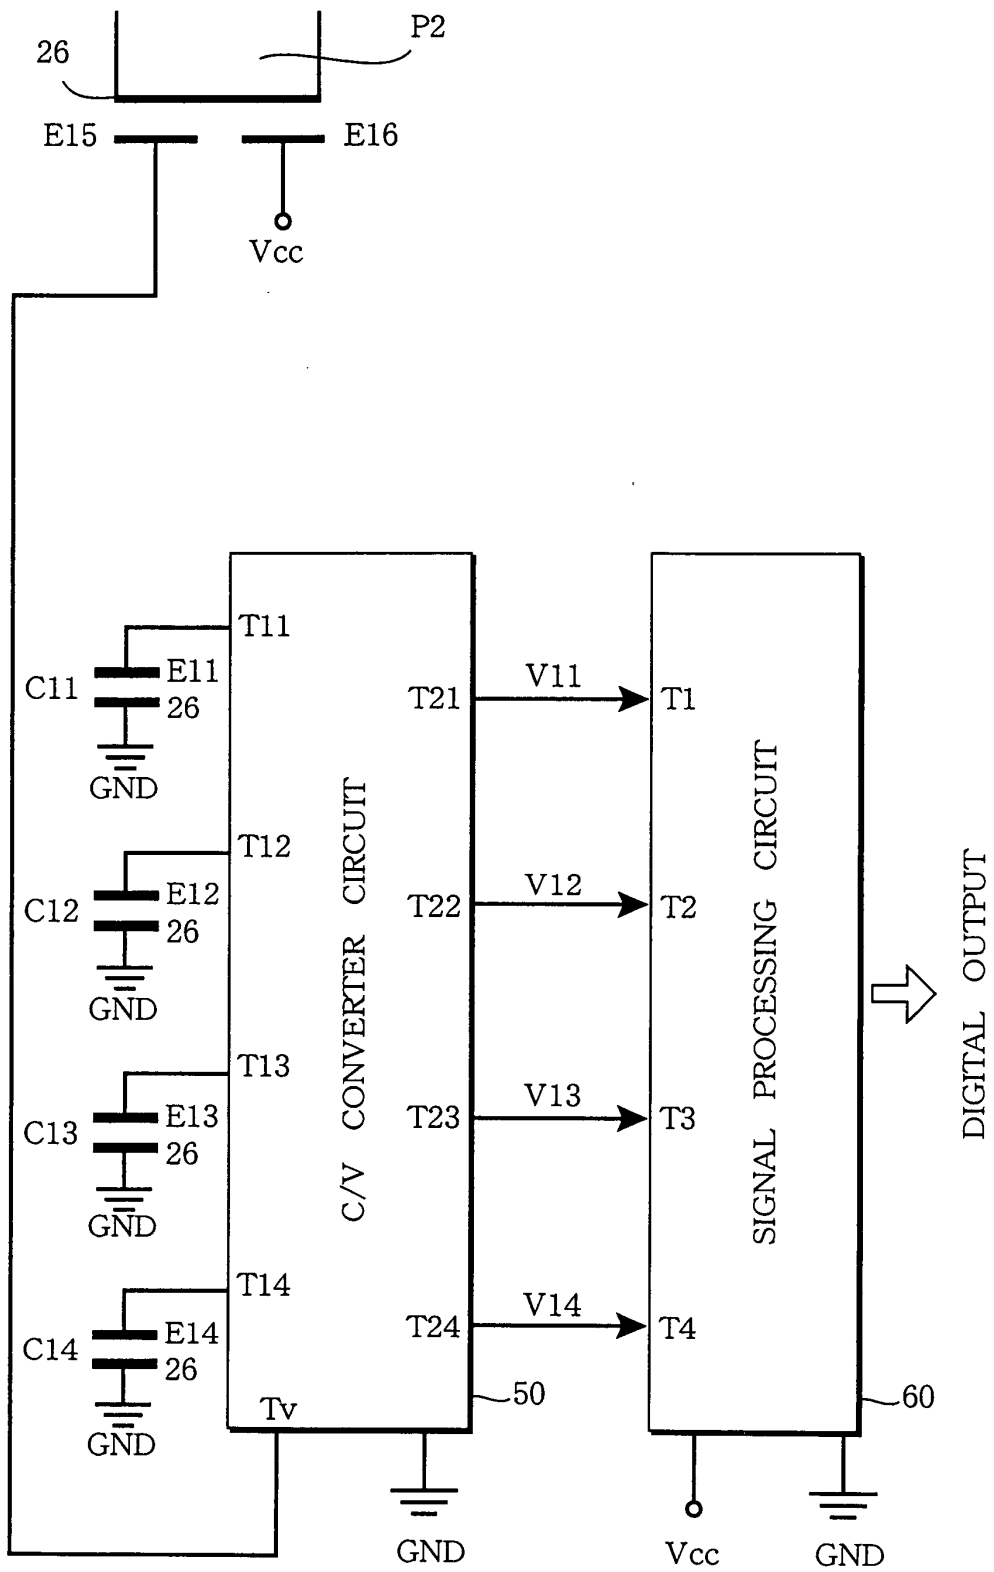 P2
26
E15
E16
Vcc
T11
E11
C11
26
GND
T21
V11
T1
T12
E12
C12
26
GND
T22
V12
T2
T13
E13
C13
26
GND
T23
V13
T3
T14
E14
C14
26
GND
T24
V14
T4
C/V CONVERTER CIRCUIT
SIGNAL PROCESSING CIRCUIT
DIGITAL OUTPUT
Tv
50
60
GND
Vcc
GND